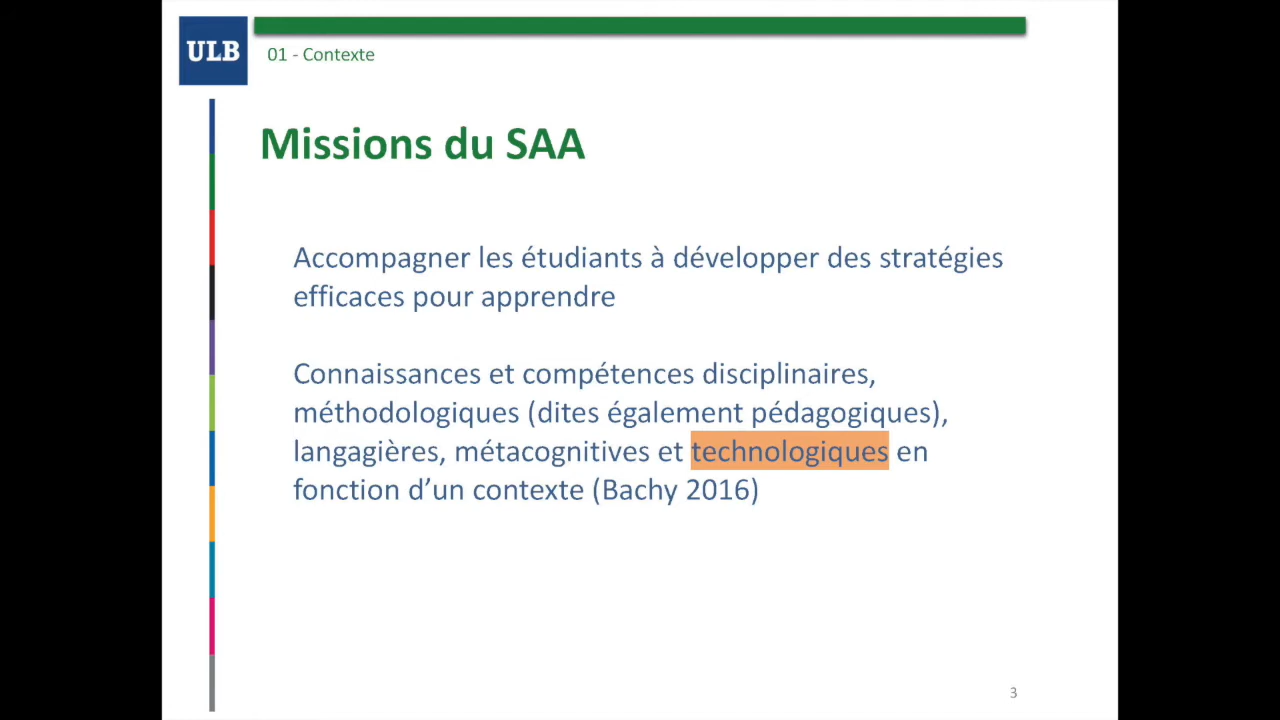 ULB
01 - Contexte
Missions du SAA
Accompagner les étudiants à développer des stratégies
efficaces pour apprendre
Connaissances et compétences disciplinaires,
méthodologiques (dites également pédagogiques),
langagières, métacognitives et technologiques en
fonction d’un contexte (Bachy 2016)
3